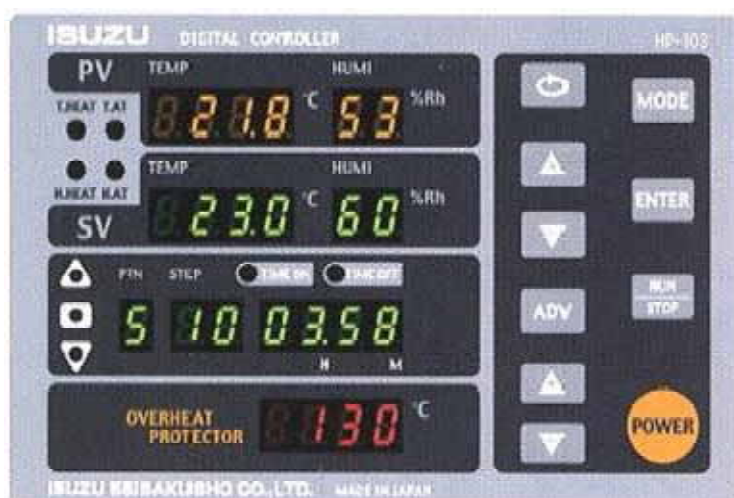 ISUZU DIGITAL CONTROLLER HP-103
PV TEMP HUMI
T.HEAT T.AT
21.8 °C 53 %Rh
TEMP HUMI
H.HEAT H.AT
SV 23.0 °C 60 %Rh
PTN STEP TIME ON TIME OFF
5 10 03.58
H M
OVERHEAT PROTECTOR 130 °C
MODE
ENTER
ADV
RUN STOP
POWER
ISUZU SEISAKUSHO CO.,LTD. MADE IN JAPAN